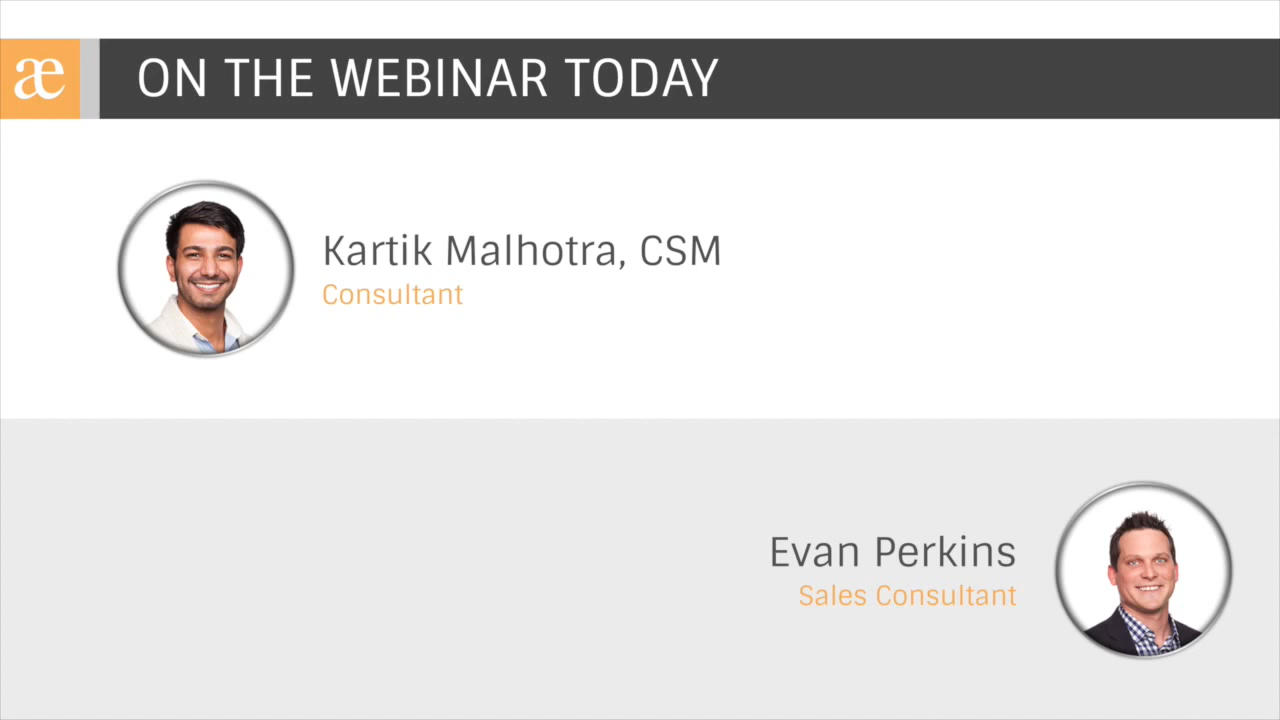 æ
ON THE WEBINAR TODAY
Kartik Malhotra, CSM
Consultant
Evan Perkins
Sales Consultant